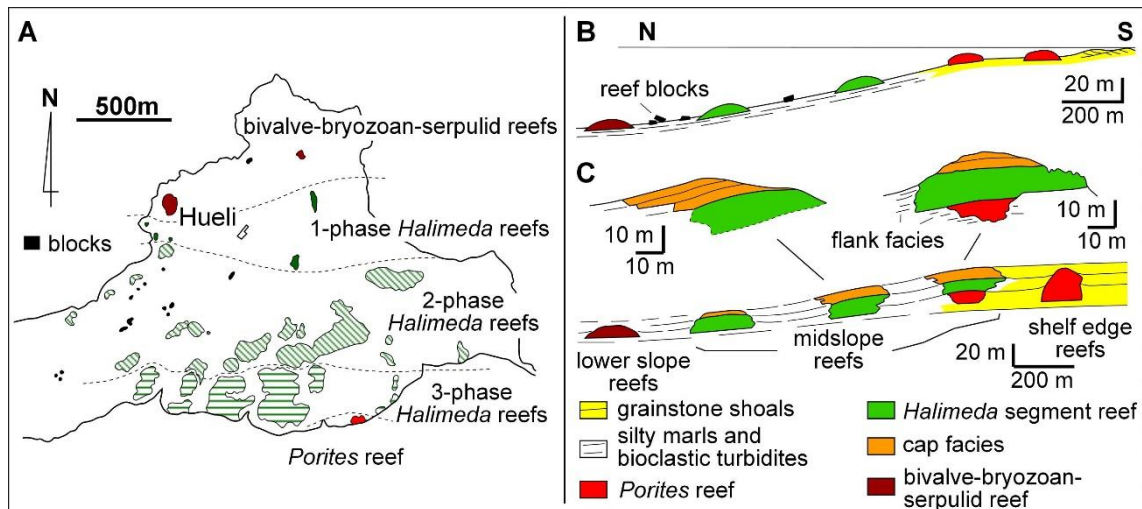 A
N
500m
bivalve-bryozoan-serpulid reefs
Hueli
1-phase Halimeda reefs
blocks
2-phase
Halimeda reefs
3-phase
Halimeda reefs
Porites reef
B
N
S
reef blocks
20 m
200 m
C
10 m
10 m
flank facies
10 m
10 m
lower slope
reefs
midslope
reefs
shelf edge
reefs
20 m
200 m
grainstone shoals
silty marls and
bioclastic turbidites
Porites reef
Halimeda segment reef
cap facies
bivalve-bryozoan-
serpulid reef